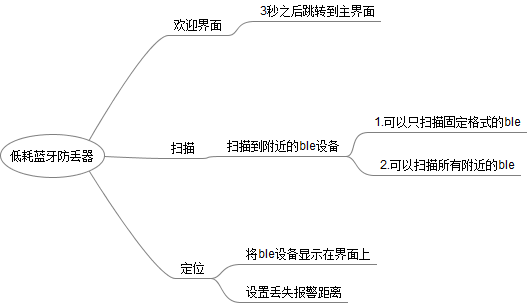 低耗蓝牙防丢器
欢迎界面
3秒之后跳转到主界面
扫描
扫描到附近的ble设备
1.可以只扫描固定格式的ble
2.可以扫描所有附近的ble
定位
将ble设备显示在界面上
设置丢失报警距离